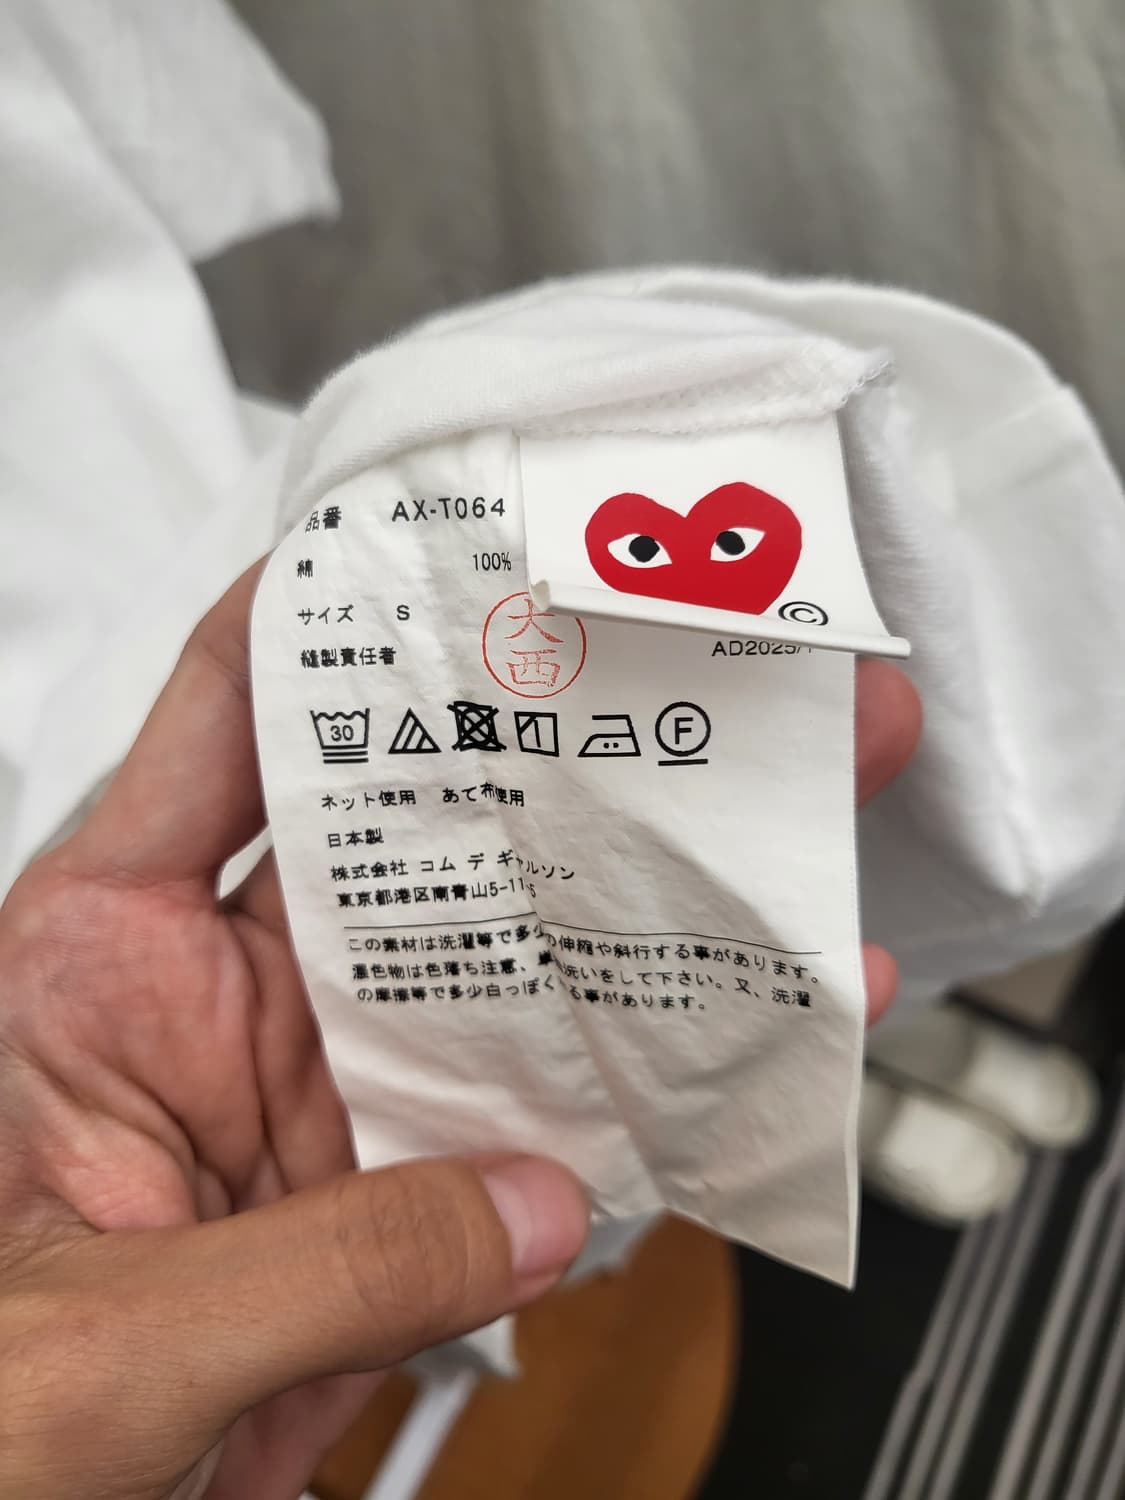 品番 AX-T064
綿 100%
サイズ S
縫製責任者 大西
©
AD2025/
30
F
ネット使用 あて布使用
日本製
株式会社 コム デ ギャルソン
東京都港区南青山5-11-5
この素材は洗濯等で多少の伸縮や斜行する事があります。
濃色物は色落ち注意、単独洗いをして下さい。又、洗濯
の摩擦等で多少白っぽくなる事があります。